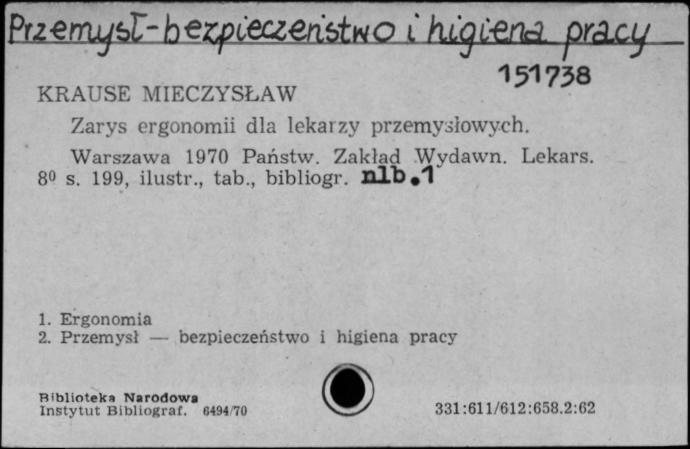 Przemysł-bezpieczeństwo i higiena pracy
151738
KRAUSE MIECZYSŁAW
Zarys ergonomii dla lekarzy przemysłowych.
Warszawa 1970 Państw. Zakład Wydawn. Lekars.
8º s. 199, ilustr., tab., bibliogr. nlb.1
1. Ergonomia
2. Przemysł — bezpieczeństwo i higiena pracy
Biblioteka Narodowa
Instytut Bibliograf. 6494/70
331:611/612:658.2:62